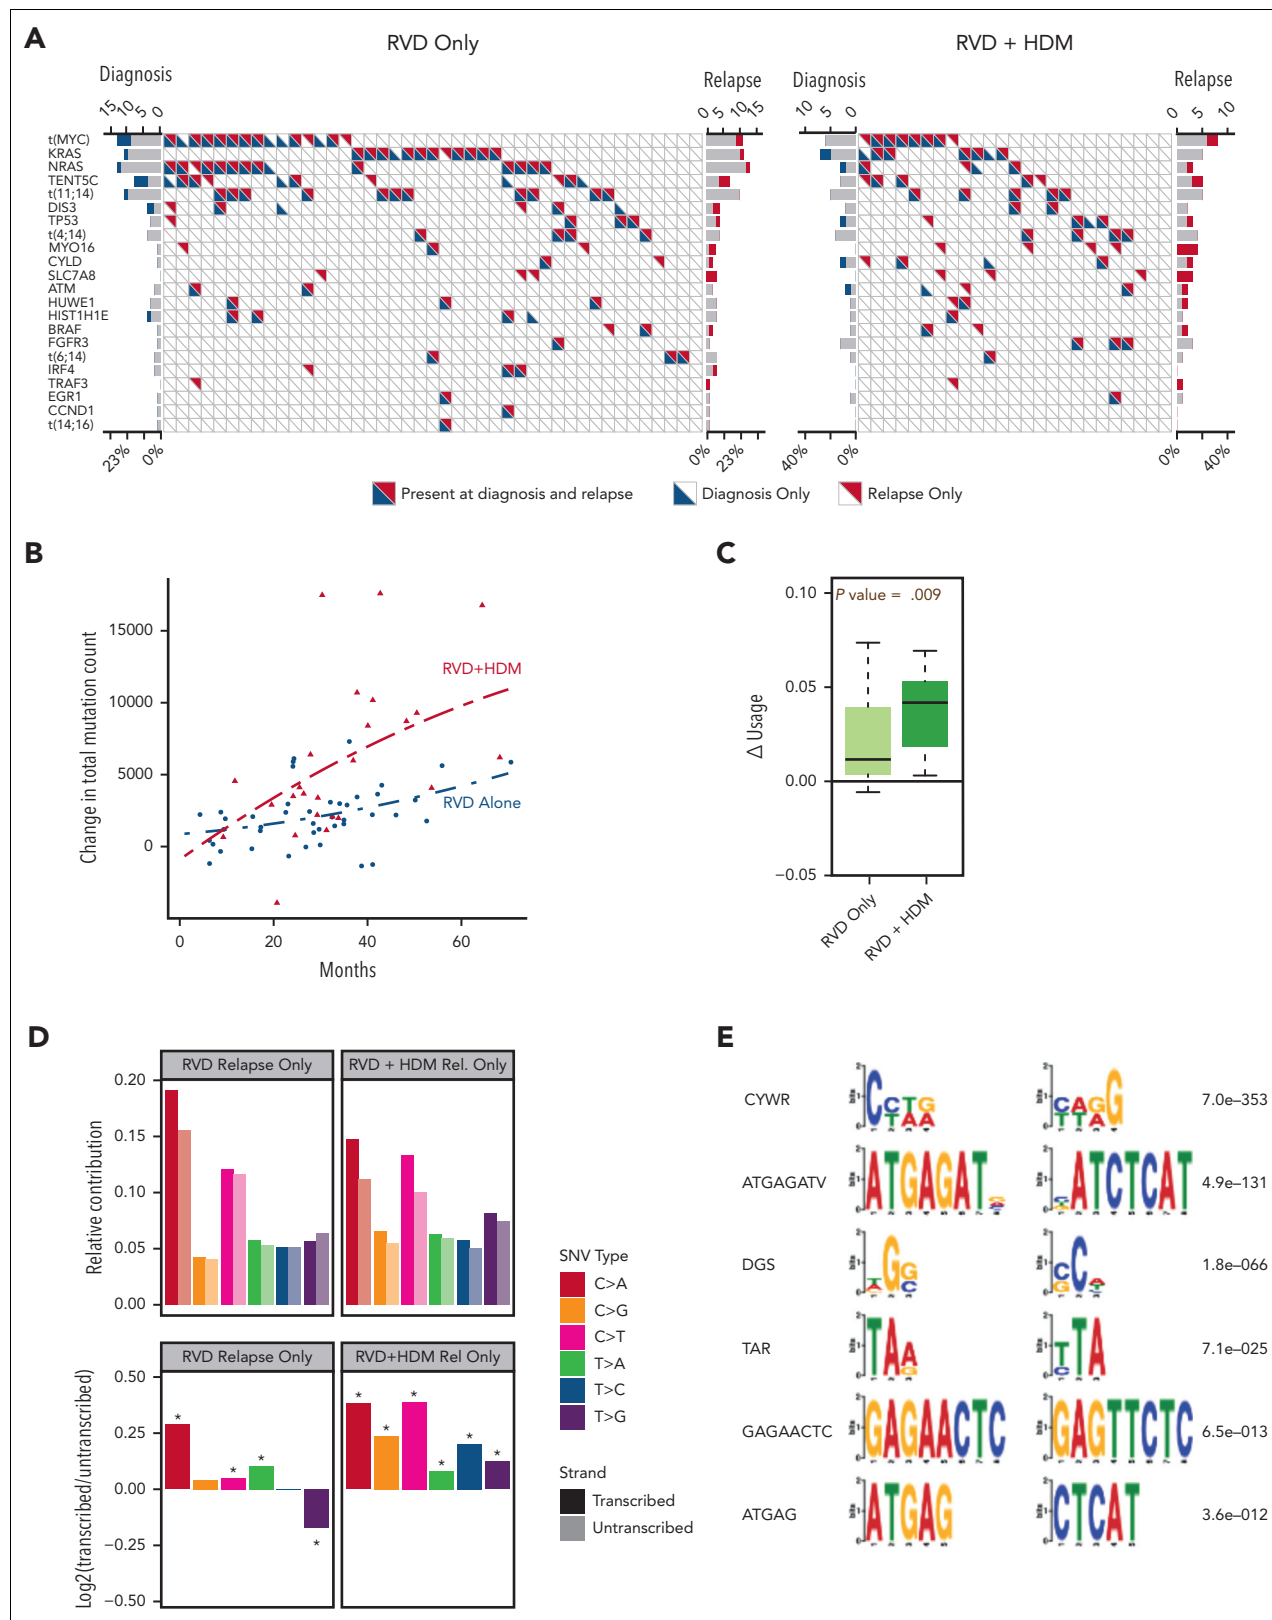 A
RVD Only
RVD + HDM
Diagnosis
Relapse
Diagnosis
Relapse
15 10 5 0
0 5 10 15
10 5 0
0 5 10
t(MYC)
KRAS
NRAS
TENT5C
t(11;14)
DIS3
TP53
t(4;14)
MYO16
CYLD
SLC7A8
ATM
HUWE1
HIST1H1E
BRAF
FGFR3
t(6;14)
IRF4
TRAF3
EGR1
CCND1
t(14;16)
23% 0%
0% 23%
40% 0%
0% 40%
Present at diagnosis and relapse
Diagnosis Only
Relapse Only
B
Change in total mutation count
15000
10000
5000
0
RVD+HDM
RVD Alone
0 20 40 60
Months
C
Δ Usage
0.10
0.05
0.00
−0.05
P value = .009
RVD Only
RVD + HDM
D
RVD Relapse Only
RVD + HDM Rel. Only
Relative contribution
0.20
0.15
0.10
0.05
0.00
RVD Relapse Only
RVD+HDM Rel Only
Log2(transcribed/untranscribed)
0.50
0.25
0.00
−0.25
−0.50
* * * *
* * * * * *
SNV Type
C>A
C>G
C>T
T>A
T>C
T>G
Strand
Transcribed
Untranscribed
E
CYWR
7.0e–353
ATGAGATV
ATGAGAT
ATCTCAT
4.9e–131
DGS
1.8e–066
TAR
7.1e–025
GAGAACTC
GAGAACTC
GAGTTCTC
6.5e–013
ATGAG
ATGAG
CTCAT
3.6e–012